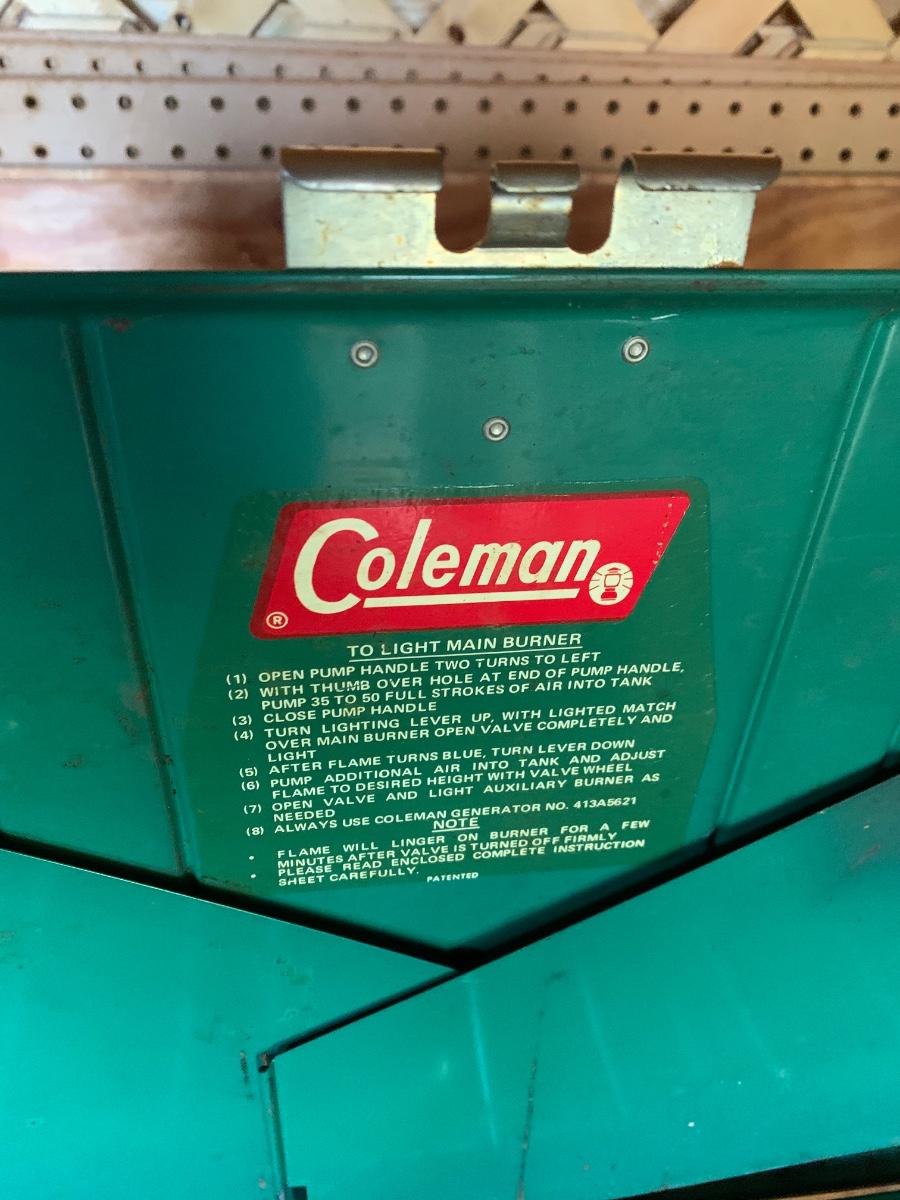 Coleman
®
TO LIGHT MAIN BURNER
(1) OPEN PUMP HANDLE TWO TURNS TO LEFT
(2) WITH THUMB OVER HOLE AT END OF PUMP HANDLE,
PUMP 35 TO 50 FULL STROKES OF AIR INTO TANK
(3) CLOSE PUMP HANDLE
(4) TURN LIGHTING LEVER UP, WITH LIGHTED MATCH
OVER MAIN BURNER OPEN VALVE COMPLETELY AND
LIGHT
(5) AFTER FLAME TURNS BLUE, TURN LEVER DOWN
(6) PUMP ADDITIONAL AIR INTO TANK AND ADJUST
FLAME TO DESIRED HEIGHT WITH VALVE WHEEL
(7) OPEN VALVE AND LIGHT AUXILIARY BURNER AS
NEEDED
(8) ALWAYS USE COLEMAN GENERATOR NO. 413A5621
NOTE
• FLAME WILL LINGER ON BURNER FOR A FEW
MINUTES AFTER VALVE IS TURNED OFF FIRMLY
• PLEASE READ ENCLOSED COMPLETE INSTRUCTION
SHEET CAREFULLY.
PATENTED